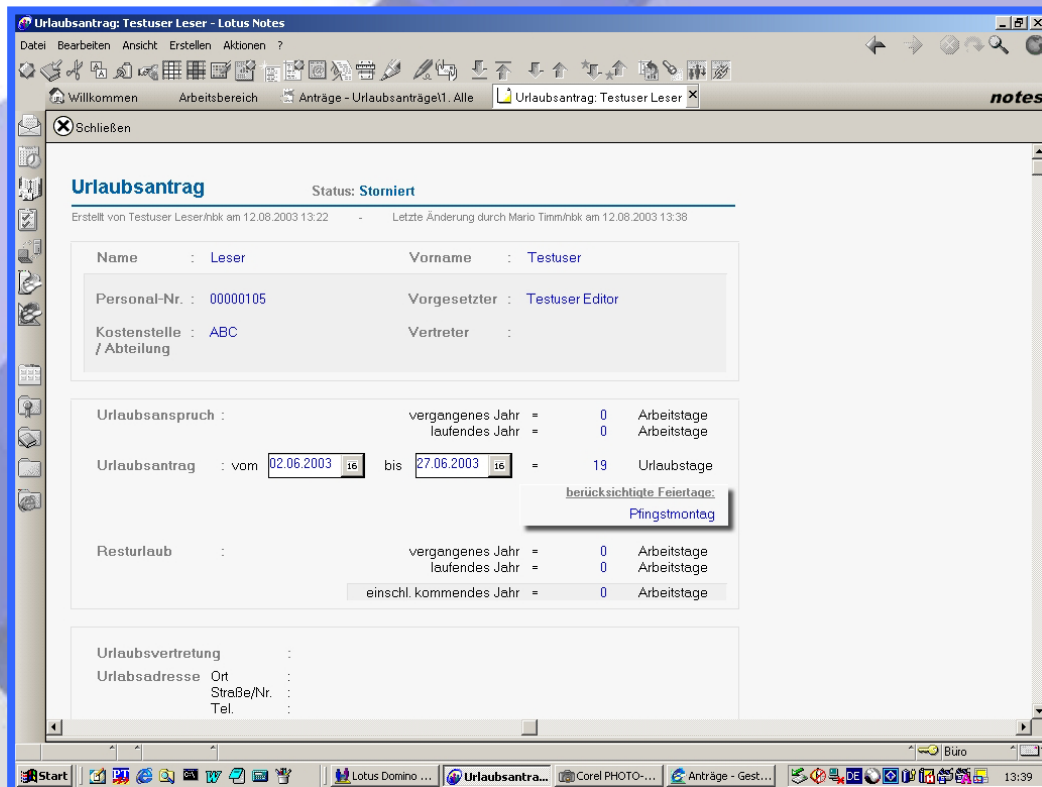 Urlaubsantrag: Testuser Leser - Lotus Notes
Datei Bearbeiten Ansicht Erstellen Aktionen ?
Willkommen Arbeitsbereich Anträge - Urlaubsanträge\1. Alle Urlaubsantrag: Testuser Leser notes
Schließen
Urlaubsantrag Status: Storniert
Erstellt von Testuser Leser/nbk am 12.08.2003 13:22 - Letzte Änderung durch Mario Timm/nbk am 12.08.2003 13:38
Name : Leser Vorname : Testuser
Personal-Nr. : 00000105 Vorgesetzter : Testuser Editor
Kostenstelle : ABC Vertreter :
/ Abteilung
Urlaubsanspruch : vergangenes Jahr = 0 Arbeitstage
laufendes Jahr = 0 Arbeitstage
Urlaubsantrag : vom 02.06.2003 16 bis 27.06.2003 16 = 19 Urlaubstage
berücksichtigte Feiertage:
Pfingstmontag
Resturlaub : vergangenes Jahr = 0 Arbeitstage
laufendes Jahr = 0 Arbeitstage
einschl. kommendes Jahr = 0 Arbeitstage
Urlaubsvertretung :
Urlabsadresse Ort :
Straße/Nr. :
Tel. :
Büro
Start Lotus Domino ... Urlaubsantra... Corel PHOTO-... Anträge - Gest... DE 13:39